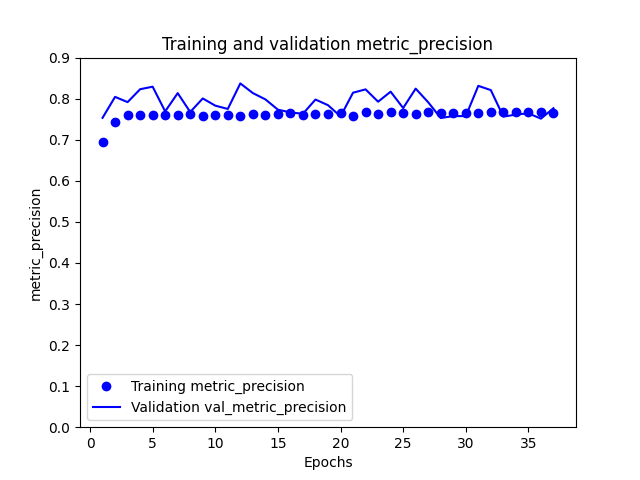 Training and validation metric_precision
metric_precision
0.9
0.8
0.7
0.6
0.5
0.4
0.3
0.2
0.1
0.0
Training metric_precision
Validation val_metric_precision
0 5 10 15 20 25 30 35
Epochs